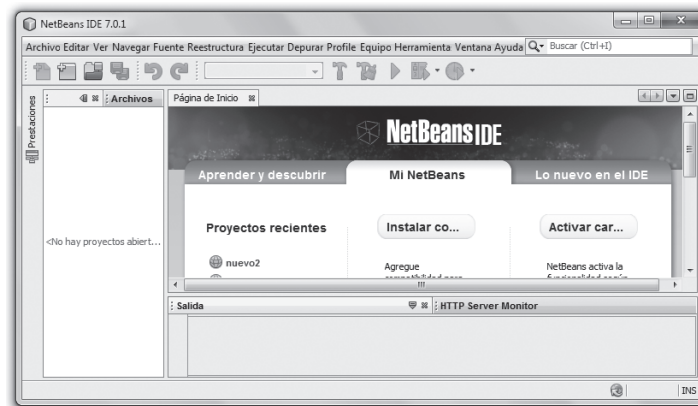 NetBeans IDE 7.0.1
Archivo Editar Ver Navegar Fuente Reestructura Ejecutar Depurar Profile Equipo Herramienta Ventana Ayuda Buscar (Ctrl+I)
Prestaciones
Archivos
Página de Inicio
NetBeans IDE
Aprender y descubrir
Mi NetBeans
Lo nuevo en el IDE
Proyectos recientes
Instalar co...
Activar car...
<No hay proyectos abiert...
nuevo2
Agregue
NetBeans activa la
Salida
HTTP Server Monitor
INS